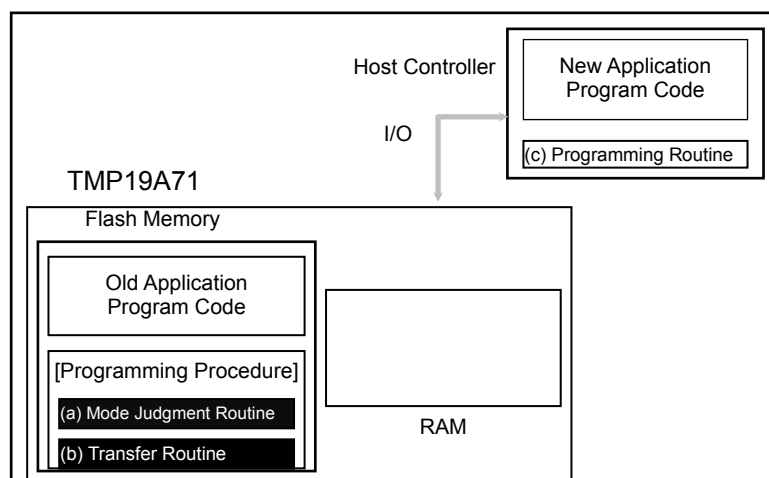 Host Controller
New Application
Program Code
I/O
(c) Programming Routine
TMP19A71
Flash Memory
Old Application
Program Code
[Programming Procedure]
(a) Mode Judgment Routine
(b) Transfer Routine
RAM